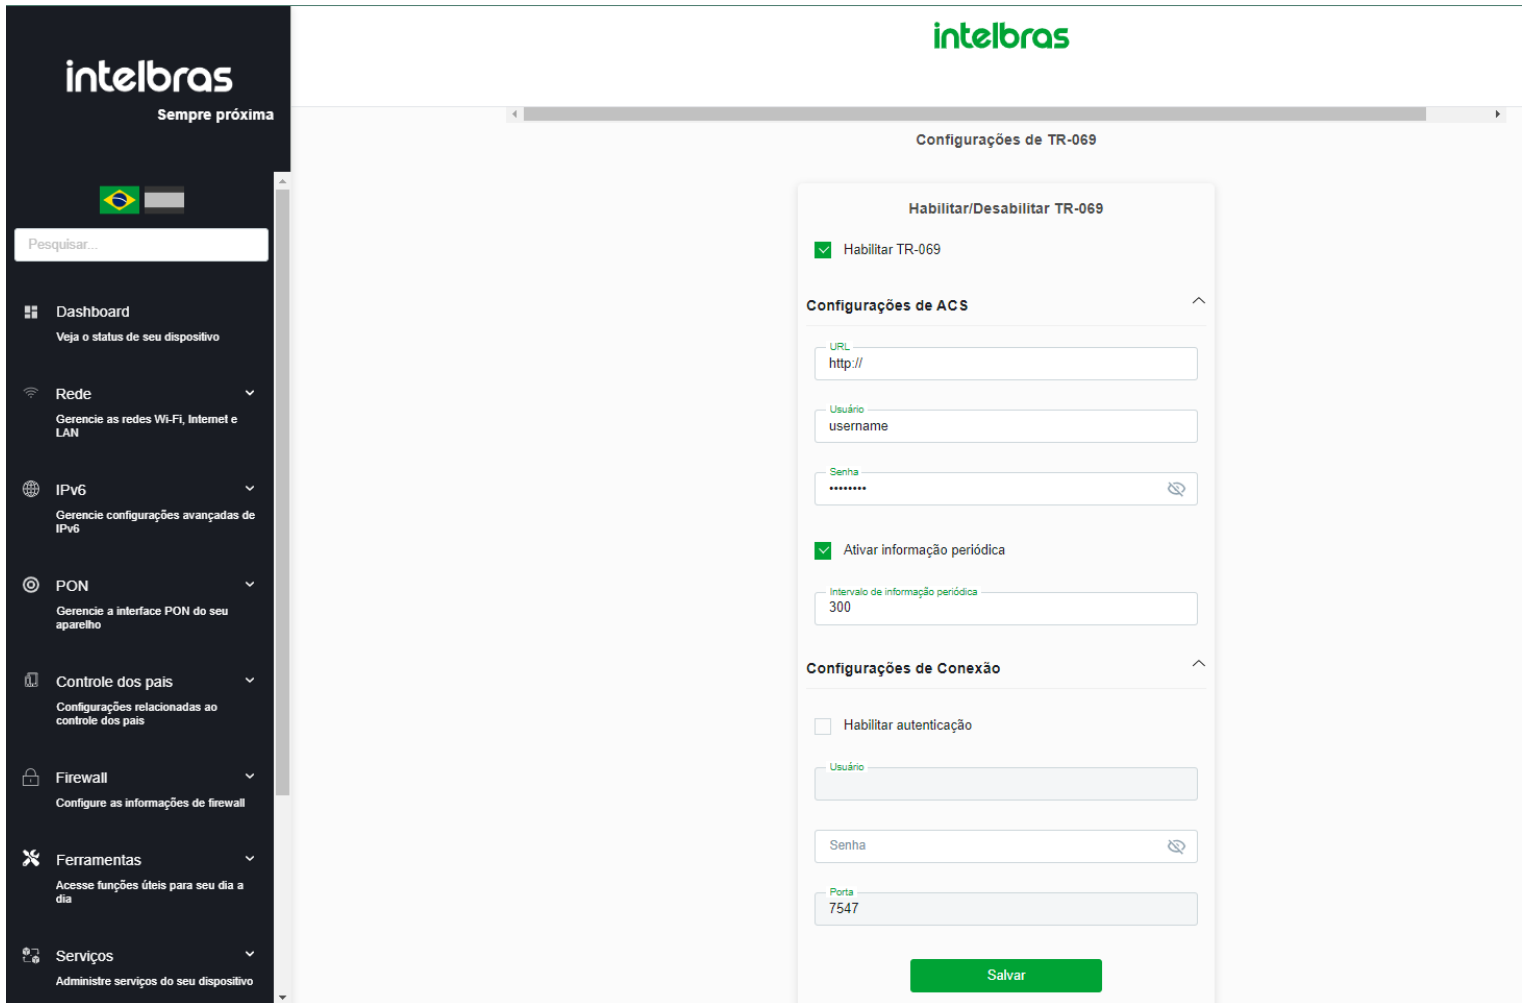 intelbras
Sempre próxima
Pesquisar...
Dashboard
Veja o status de seu dispositivo
Rede
Gerencie as redes Wi-Fi, Internet e
LAN
IPv6
Gerencie configurações avançadas de
IPv6
PON
Gerencie a interface PON do seu
aparelho
Controle dos pais
Configurações relacionadas ao
controle dos pais
Firewall
Configure as informações de firewall
Ferramentas
Acesse funções úteis para seu dia a
dia
Serviços
Administre serviços do seu dispositivo
intelbras
Configurações de TR-069
Habilitar/Desabilitar TR-069
Habilitar TR-069
Configurações de ACS
URL
http://
Usuário
username
Senha
••••••••
Ativar informação periódica
Intervalo de informação periódica
300
Configurações de Conexão
Habilitar autenticação
Usuário
Senha
Porta
7547
Salvar